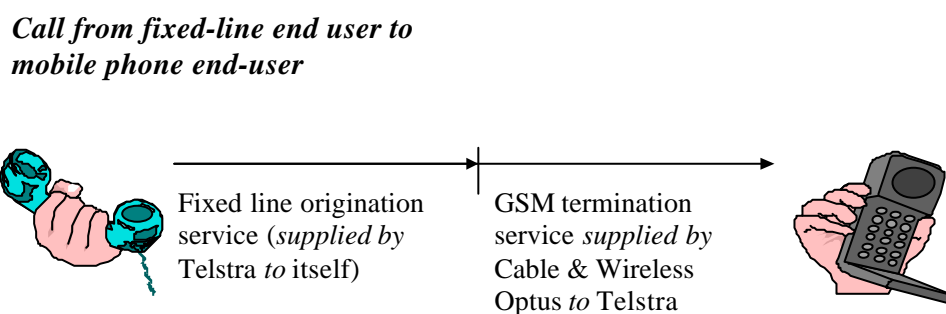 Call from fixed-line end user to
mobile phone end-user
Fixed line origination
service (supplied by
Telstra to itself)
GSM termination
service supplied by
Cable & Wireless
Optus to Telstra